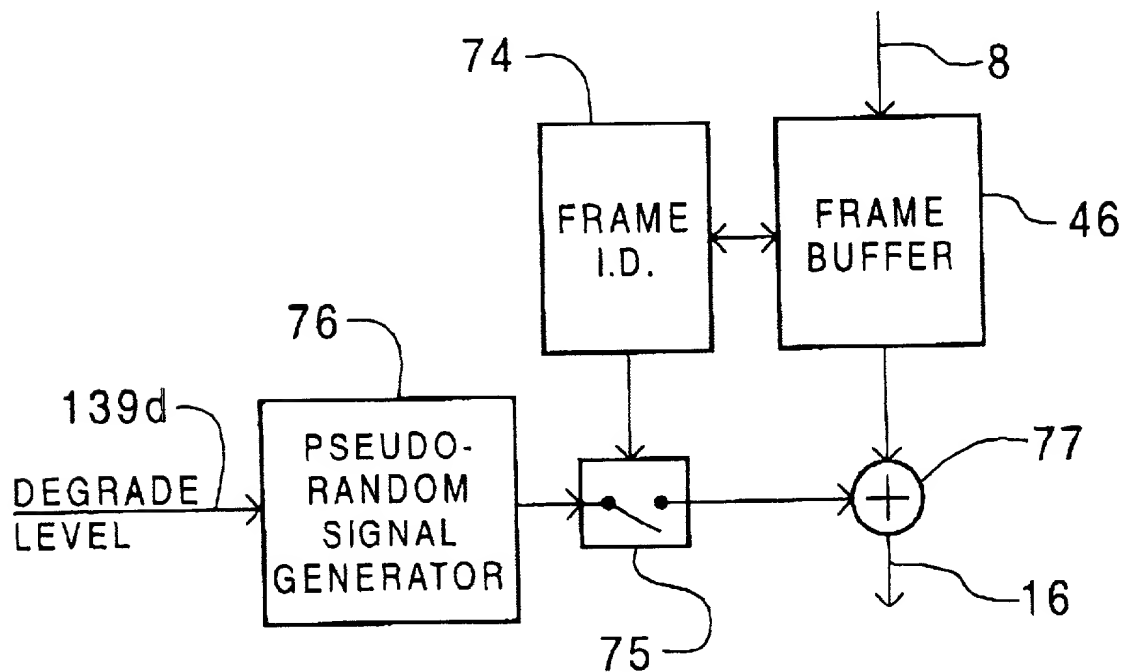 74
8
FRAME
I.D.
FRAME
BUFFER
46
76
139d
DEGRADE
LEVEL
PSEUDO-
RANDOM
SIGNAL
GENERATOR
77
75
16